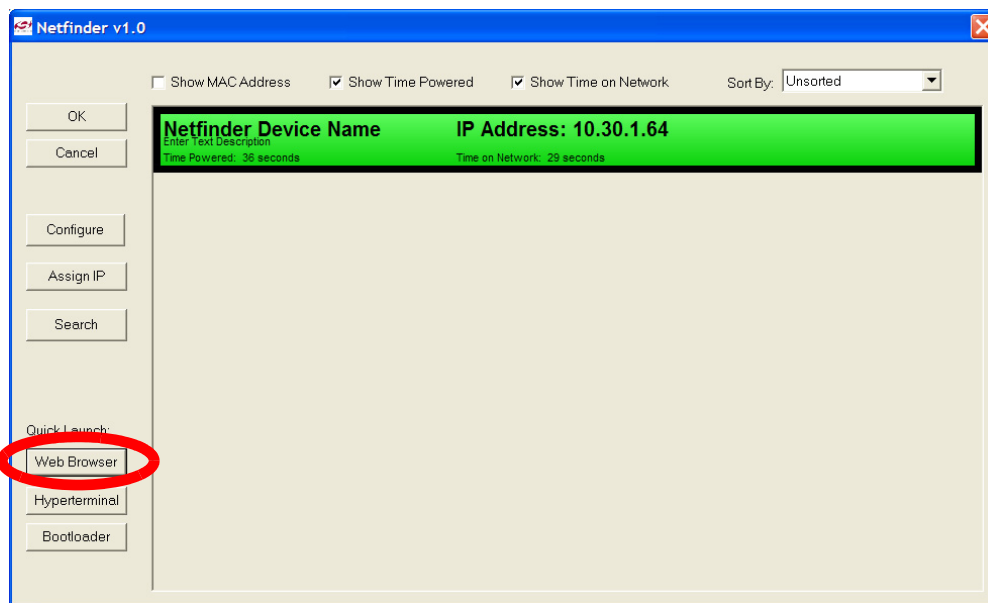 Netfinder v1.0
Show MAC Address Show Time Powered Show Time on Network Sort By: Unsorted
OK
Cancel
Netfinder Device Name IP Address: 10.30.1.64
Enter Text Description
Time Powered: 36 seconds Time on Network: 29 seconds
Configure
Assign IP
Search
Quick Launch:
Web Browser
Hyperterminal
Bootloader